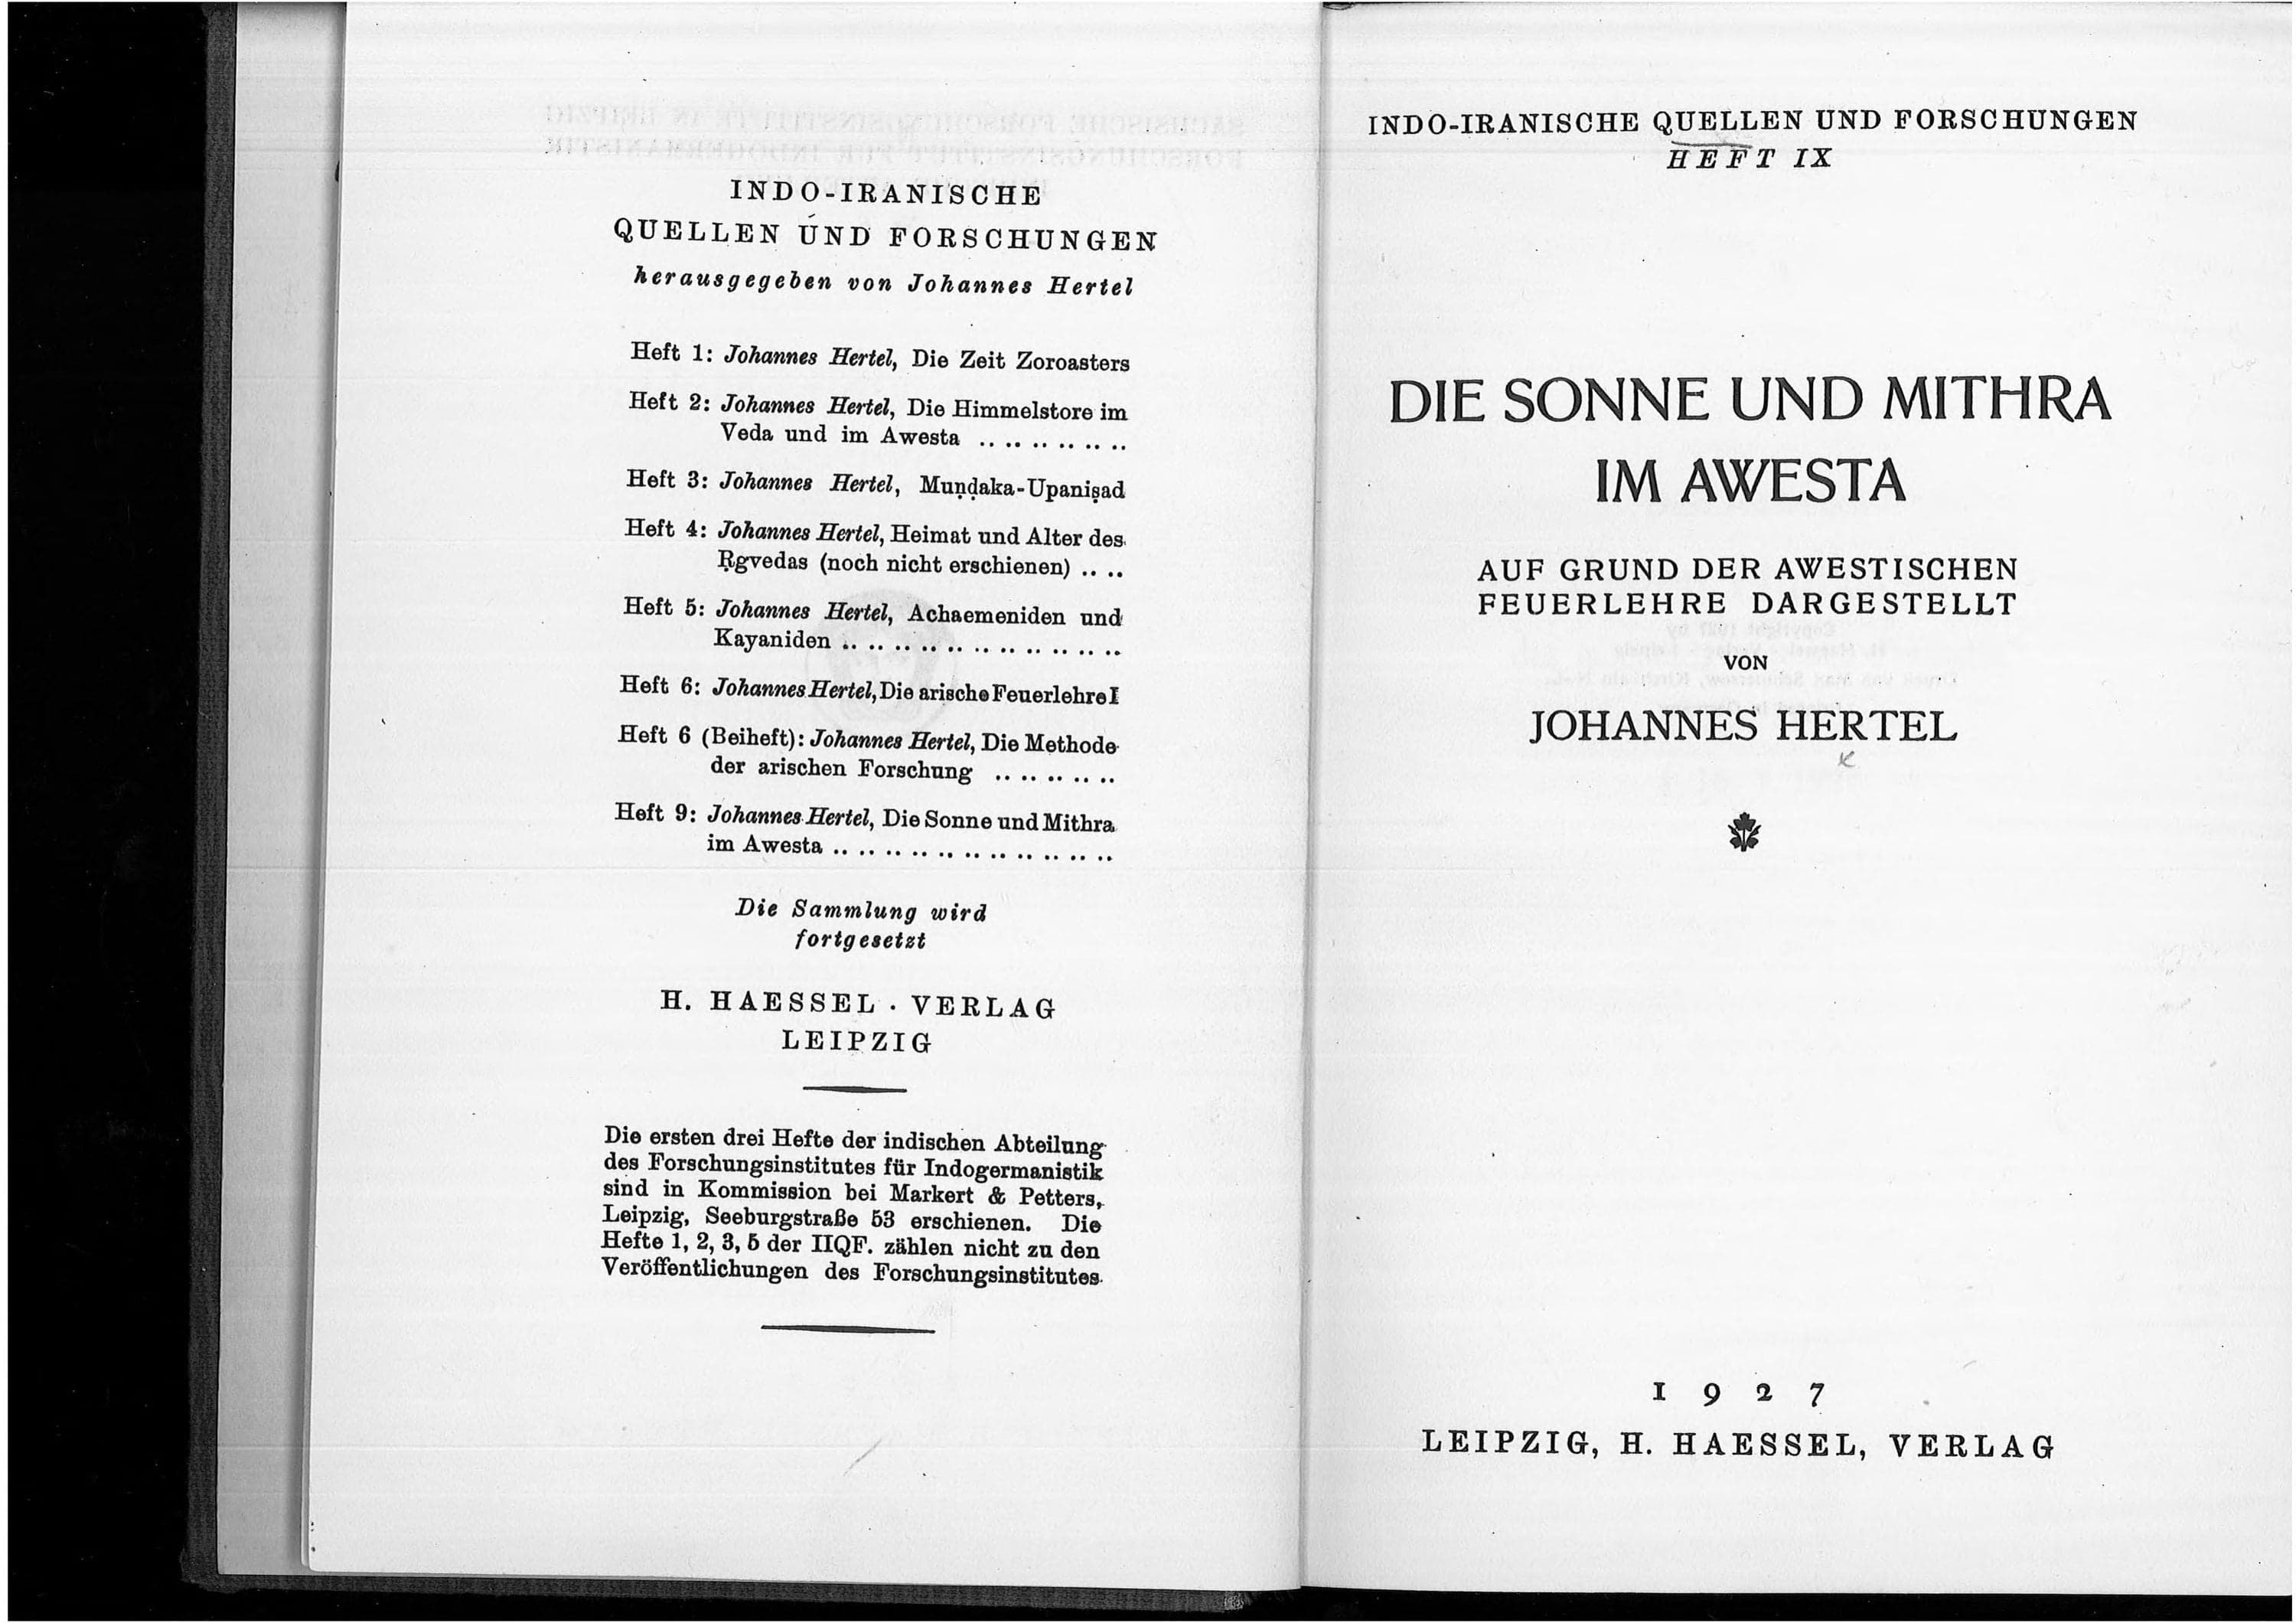 INDO-IRANISCHE
QUELLEN UND FORSCHUNGEN
herausgegeben von Johannes Hertel
Heft 1: Johannes Hertel, Die Zeit Zoroasters
Heft 2: Johannes Hertel, Die Himmelstore im
Veda und im Awesta .. .. .. .. .. ..
Heft 3: Johannes Hertel, Muṇḍaka-Upaniṣad
Heft 4: Johannes Hertel, Heimat und Alter des
Ṛgvedas (noch nicht erschienen) .. ..
Heft 5: Johannes Hertel, Achaemeniden und
Kayaniden .. .. .. .. .. .. .. .. .. .. ..
Heft 6: Johannes Hertel, Die arische Feuerlehre I
Heft 6 (Beiheft): Johannes Hertel, Die Methode
der arischen Forschung .. .. .. .. ..
Heft 9: Johannes Hertel, Die Sonne und Mithra
im Awesta .. .. .. .. .. .. .. .. .. .. ..
Die Sammlung wird
fortgesetzt
H. HAESSEL · VERLAG
LEIPZIG
Die ersten drei Hefte der indischen Abteilung
des Forschungsinstitutes für Indogermanistik
sind in Kommission bei Markert & Petters,
Leipzig, Seeburgstraße 53 erschienen. Die
Hefte 1, 2, 3, 5 der IIQF. zählen nicht zu den
Veröffentlichungen des Forschungsinstitutes.
INDO-IRANISCHE QUELLEN UND FORSCHUNGEN
HEFT IX
DIE SONNE UND MITHRA
IM AWESTA
AUF GRUND DER AWESTISCHEN
FEUERLEHRE DARGESTELLT
VON
JOHANNES HERTEL
1927
LEIPZIG, H. HAESSEL, VERLAG